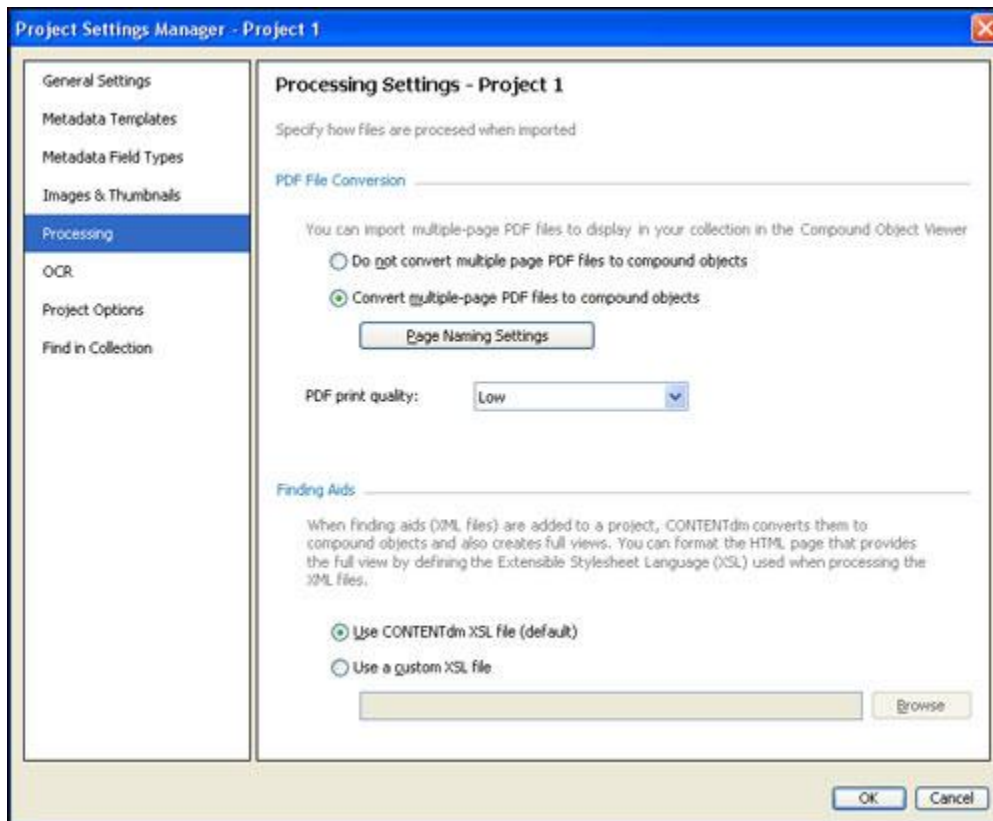 Project Settings Manager - Project 1
General Settings
Metadata Templates
Metadata Field Types
Images & Thumbnails
Processing
OCR
Project Options
Find in Collection
Processing Settings - Project 1
Specify how files are procesed when imported
PDF File Conversion
You can import multiple-page PDF files to display in your collection in the Compound Object Viewer
Do not convert multiple page PDF files to compound objects
Convert multiple-page PDF files to compound objects
Page Naming Settings
PDF print quality:
Low
Finding Aids
When finding aids (XML files) are added to a project, CONTENTdm converts them to
compound objects and also creates full views. You can format the HTML page that provides
the full view by defining the Extensible Stylesheet Language (XSL) used when processing the
XML files.
Use CONTENTdm XSL file (default)
Use a custom XSL file
Browse
OK
Cancel